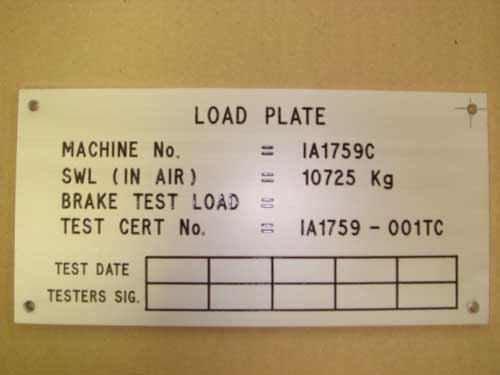 LOAD PLATE
MACHINE No. = IA1759C
SWL (IN AIR) = 10725 Kg
BRAKE TEST LOAD =
TEST CERT No. = IA1759 - 001TC
TEST DATE
TESTERS SIG.